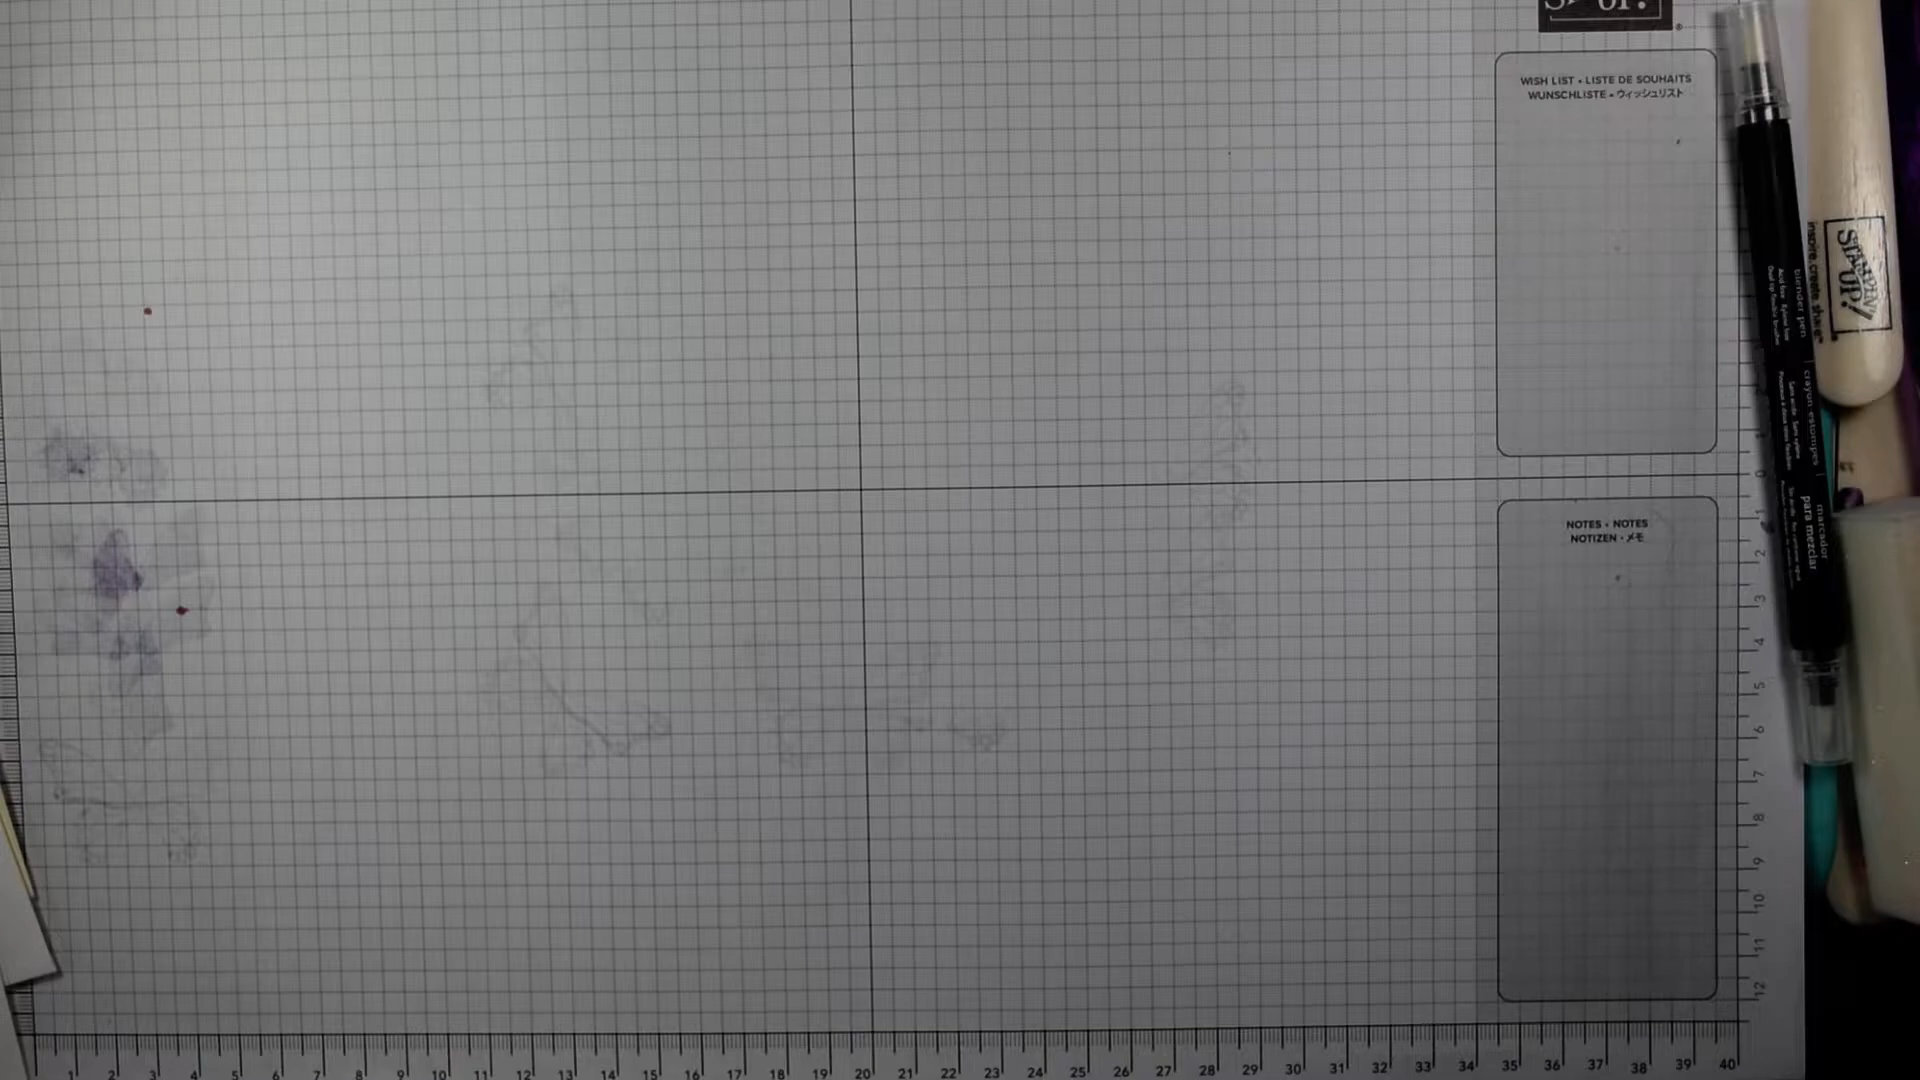 WISH LIST • LISTE DE SOUHAITS
WUNSCHLISTE • ウィッシュリスト
NOTES • NOTES
NOTIZEN • メモ
STAMPIN' UP!
inspire. create. share.
blender pen | crayon estompes | marcador para mezclar
0 1 2 3 4 5 6 7 8 9 10 11 12
1 2 3 4 5 6 7 8 9 10 11 12 13 14 15 16 17 18 19 20 21 22 23 24 25 26 27 28 29 30 31 32 33 34 35 36 37 38 39 40